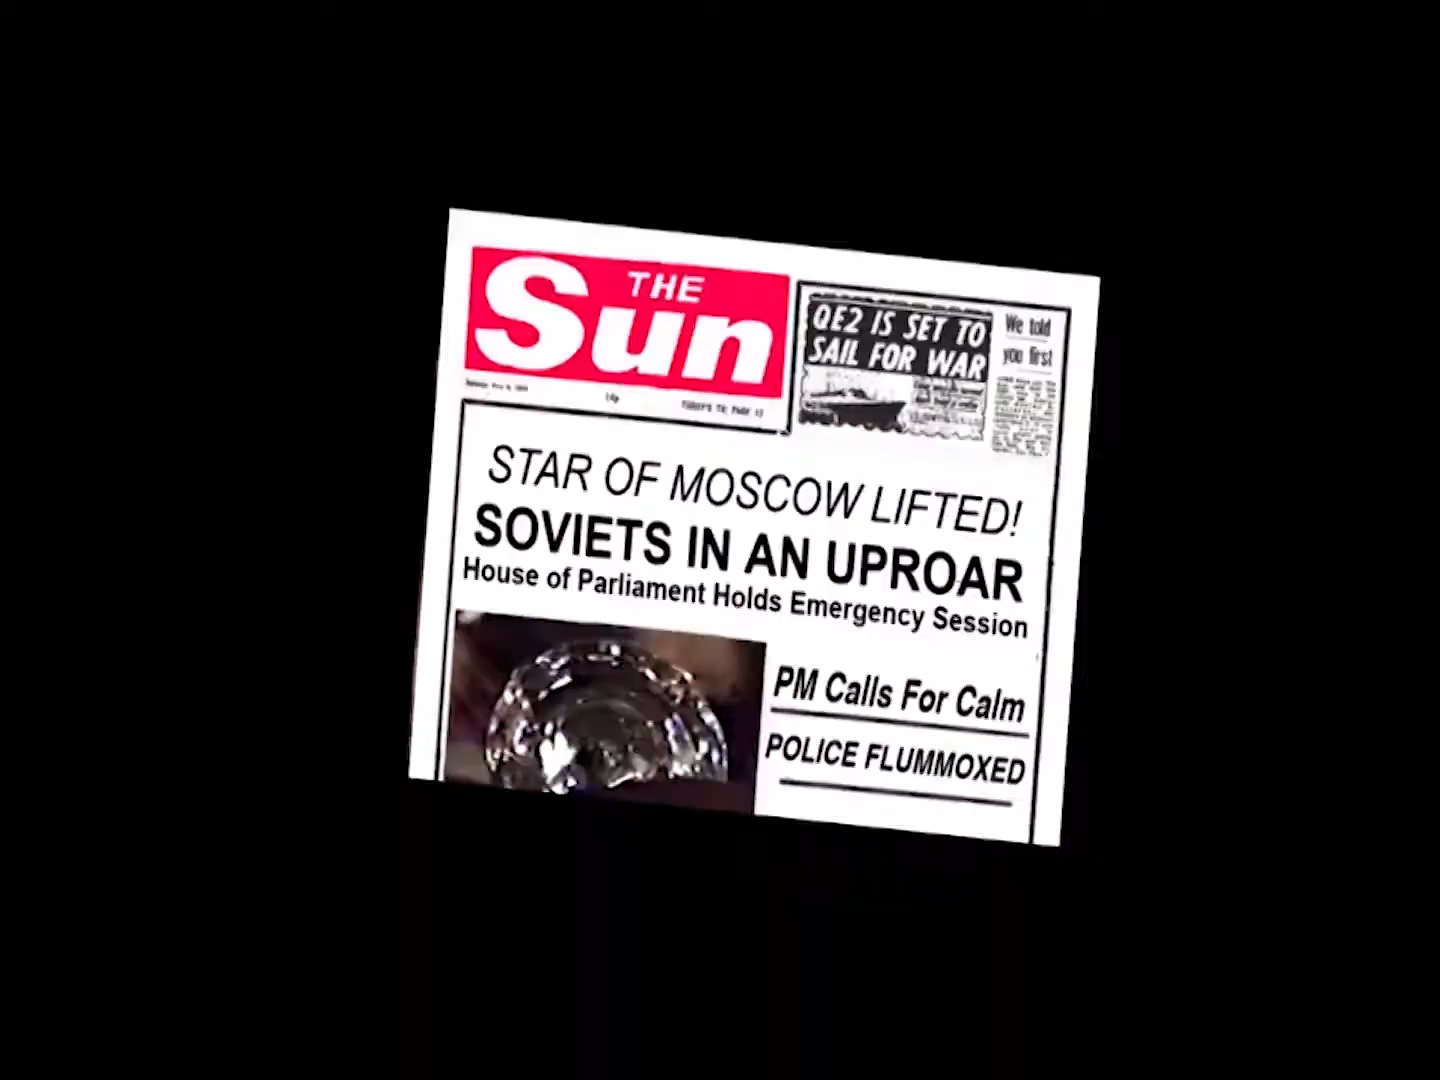 THE
Sun
QE2 IS SET TO
SAIL FOR WAR
We told
you first
14p
STAR OF MOSCOW LIFTED!
SOVIETS IN AN UPROAR
House of Parliament Holds Emergency Session
PM Calls For Calm
POLICE FLUMMOXED